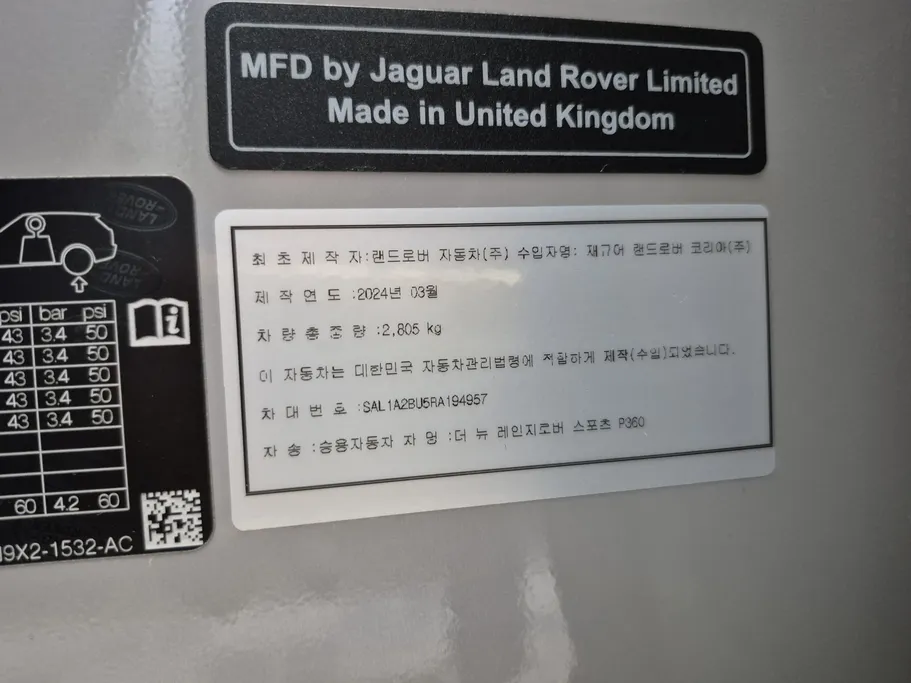 MFD by Jaguar Land Rover Limited
Made in United Kingdom
LAND
ROVER
LAND
ROVER
psi bar psi
43 3.4 50
43 3.4 50
43 3.4 50
43 3.4 50
43 3.4 50
60 4.2 60
9X2-1532-AC
최초제작자:랜드로버 자동차(주) 수입자명: 재규어 랜드로버 코리아(주)
제작연도:2024년 03월
차량총중량:2,805 kg
이 자동차는 대한민국 자동차관리법령에 적합하게 제작(수입)되었습니다.
차대번호:SAL1A2BU5RA194957
차종:승용자동차 차명:더 뉴 레인지로버 스포츠 P360